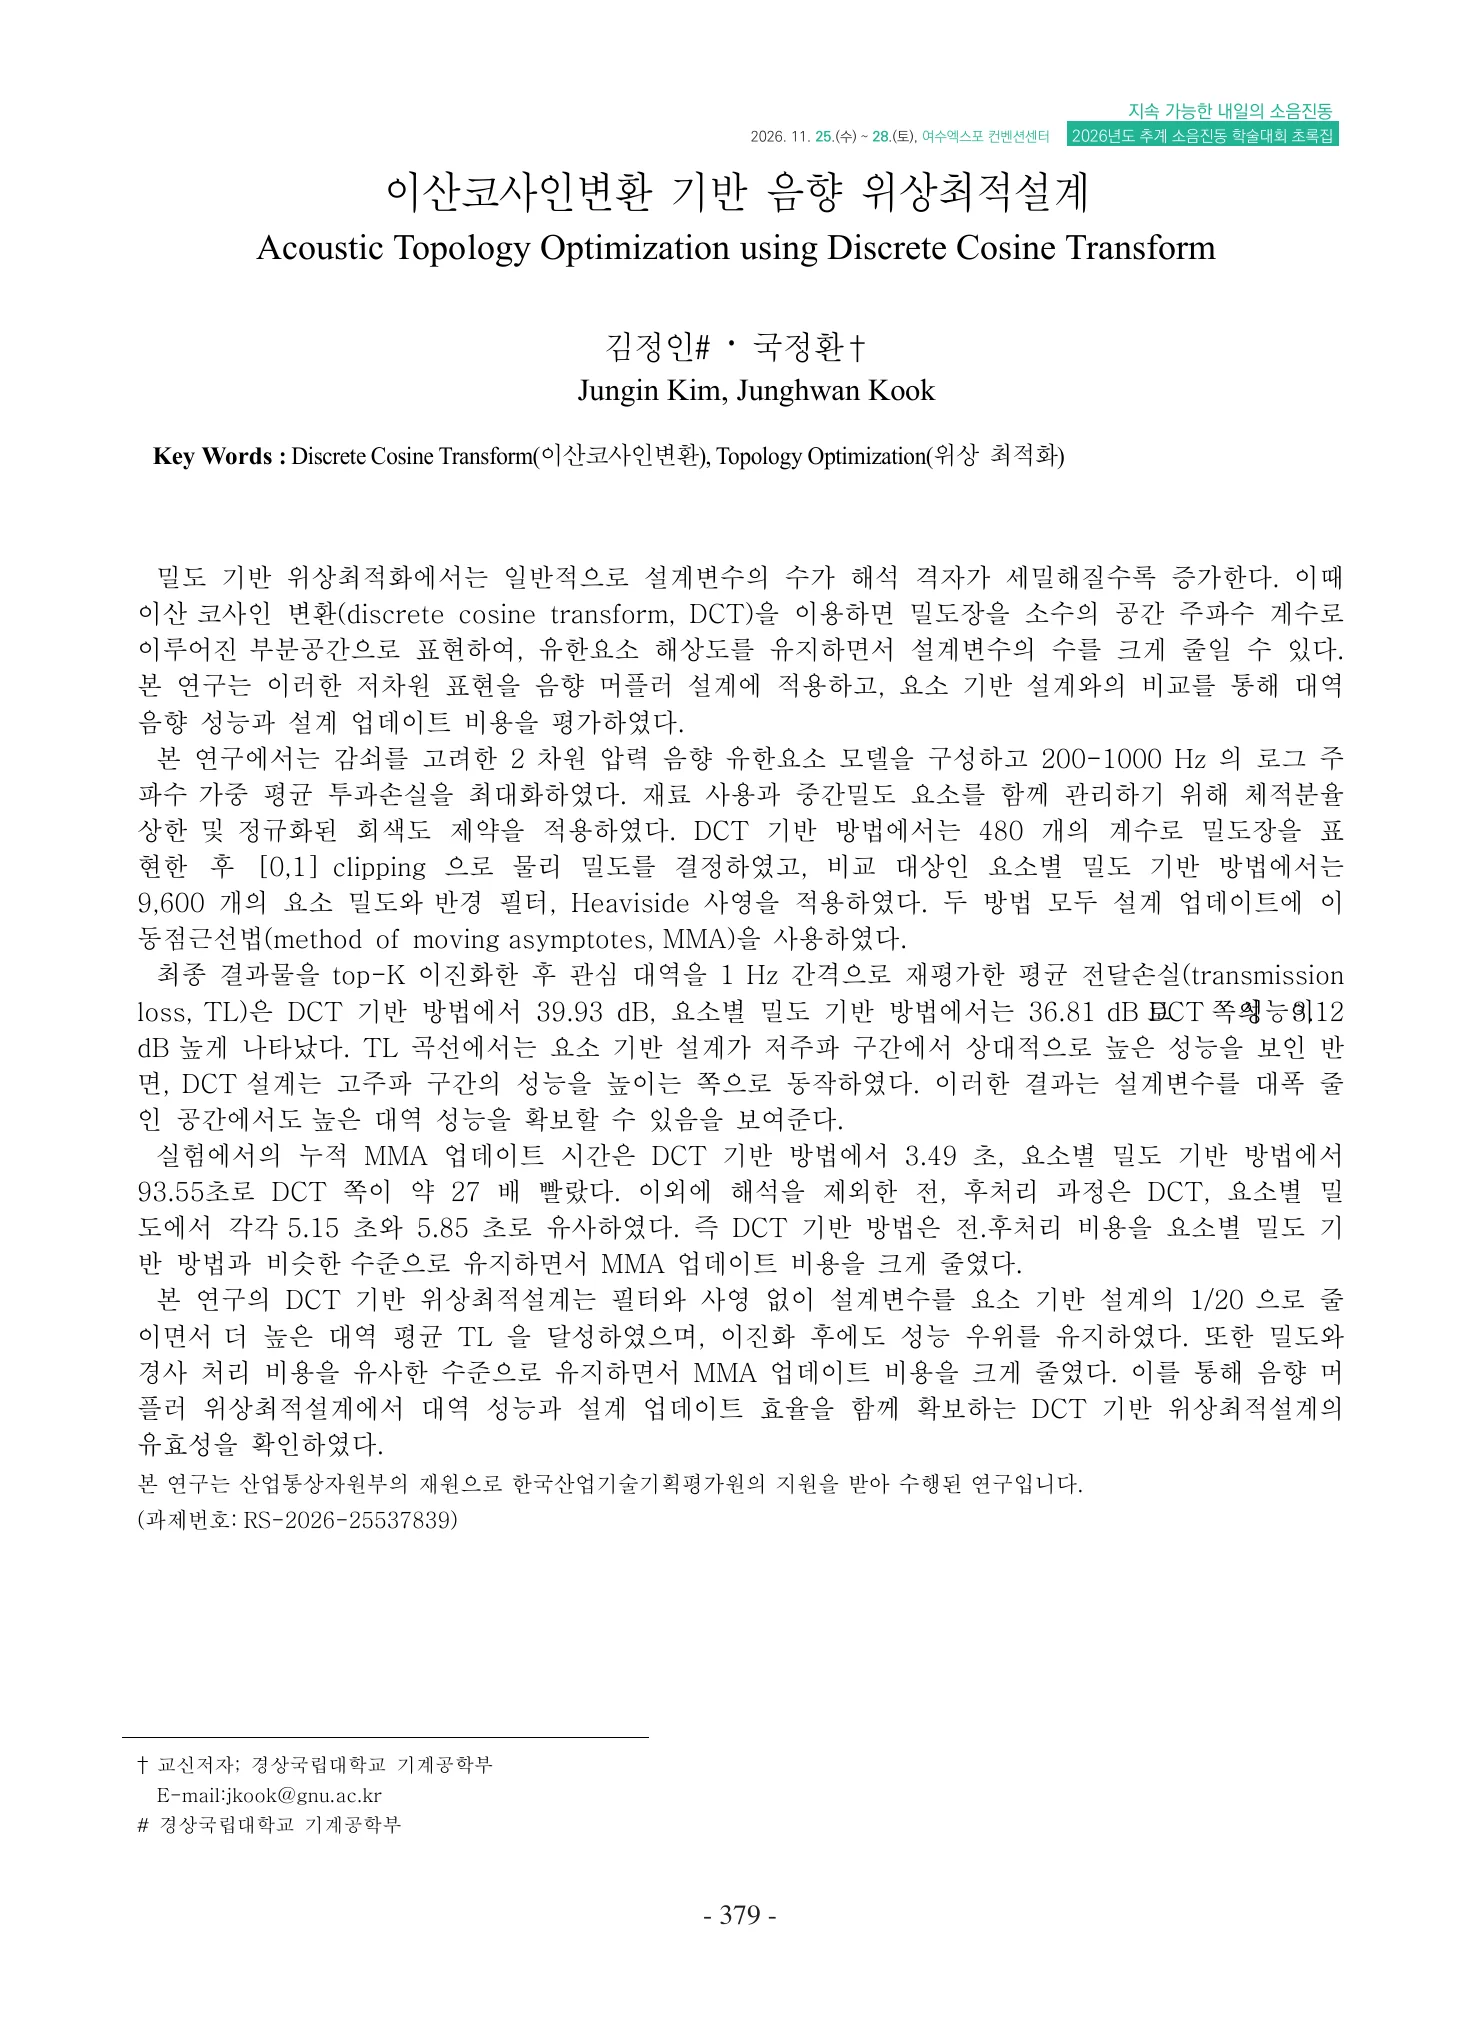 지속 가능한 내일의 소음진동
2026. 11. 25.(수) ~ 28.(토), 여수엑스포 컨벤션센터 2026년도 추계 소음진동 학술대회 초록집
이산코사인변환 기반 음향 위상최적설계
Acoustic Topology Optimization using Discrete Cosine Transform
김정인# · 국정환†
Jungin Kim, Junghwan Kook
Key Words : Discrete Cosine Transform(이산코사인변환), Topology Optimization(위상 최적화)
밀도 기반 위상최적화에서는 일반적으로 설계변수의 수가 해석 격자가 세밀해질수록 증가한다. 이때
이산 코사인 변환(discrete cosine transform, DCT)을 이용하면 밀도장을 소수의 공간 주파수 계수로
이루어진 부분공간으로 표현하여, 유한요소 해상도를 유지하면서 설계변수의 수를 크게 줄일 수 있다.
본 연구는 이러한 저차원 표현을 음향 머플러 설계에 적용하고, 요소 기반 설계와의 비교를 통해 대역
음향 성능과 설계 업데이트 비용을 평가하였다.
본 연구에서는 감쇠를 고려한 2 차원 압력 음향 유한요소 모델을 구성하고 200-1000 Hz 의 로그 주
파수 가중 평균 투과손실을 최대화하였다. 재료 사용과 중간밀도 요소를 함께 관리하기 위해 체적분율
상한 및 정규화된 회색도 제약을 적용하였다. DCT 기반 방법에서는 480 개의 계수로 밀도장을 표
현한 후 [0,1] clipping 으로 물리 밀도를 결정하였고, 비교 대상인 요소별 밀도 기반 방법에서는
9,600 개의 요소 밀도와 반경 필터, Heaviside 사영을 적용하였다. 두 방법 모두 설계 업데이트에 이
동점근선법(method of moving asymptotes, MMA)을 사용하였다.
최종 결과물을 top-K 이진화한 후 관심 대역을 1 Hz 간격으로 재평가한 평균 전달손실(transmission
loss, TL)은 DCT 기반 방법에서 39.93 dB, 요소별 밀도 기반 방법에서는 36.81 dB DCT 쪽의 성능이 3.12
dB 높게 나타났다. TL 곡선에서는 요소 기반 설계가 저주파 구간에서 상대적으로 높은 성능을 보인 반
면, DCT 설계는 고주파 구간의 성능을 높이는 쪽으로 동작하였다. 이러한 결과는 설계변수를 대폭 줄
인 공간에서도 높은 대역 성능을 확보할 수 있음을 보여준다.
실험에서의 누적 MMA 업데이트 시간은 DCT 기반 방법에서 3.49 초, 요소별 밀도 기반 방법에서
93.55초로 DCT 쪽이 약 27 배 빨랐다. 이외에 해석을 제외한 전, 후처리 과정은 DCT, 요소별 밀
도에서 각각 5.15 초와 5.85 초로 유사하였다. 즉 DCT 기반 방법은 전.후처리 비용을 요소별 밀도 기
반 방법과 비슷한 수준으로 유지하면서 MMA 업데이트 비용을 크게 줄였다.
본 연구의 DCT 기반 위상최적설계는 필터와 사영 없이 설계변수를 요소 기반 설계의 1/20 으로 줄
이면서 더 높은 대역 평균 TL 을 달성하였으며, 이진화 후에도 성능 우위를 유지하였다. 또한 밀도와
경사 처리 비용을 유사한 수준으로 유지하면서 MMA 업데이트 비용을 크게 줄였다. 이를 통해 음향 머
플러 위상최적설계에서 대역 성능과 설계 업데이트 효율을 함께 확보하는 DCT 기반 위상최적설계의
유효성을 확인하였다.
본 연구는 산업통상자원부의 재원으로 한국산업기술기획평가원의 지원을 받아 수행된 연구입니다.
(과제번호: RS-2026-25537839)
† 교신저자; 경상국립대학교 기계공학부
E-mail:jkook@gnu.ac.kr
# 경상국립대학교 기계공학부
- 379 -